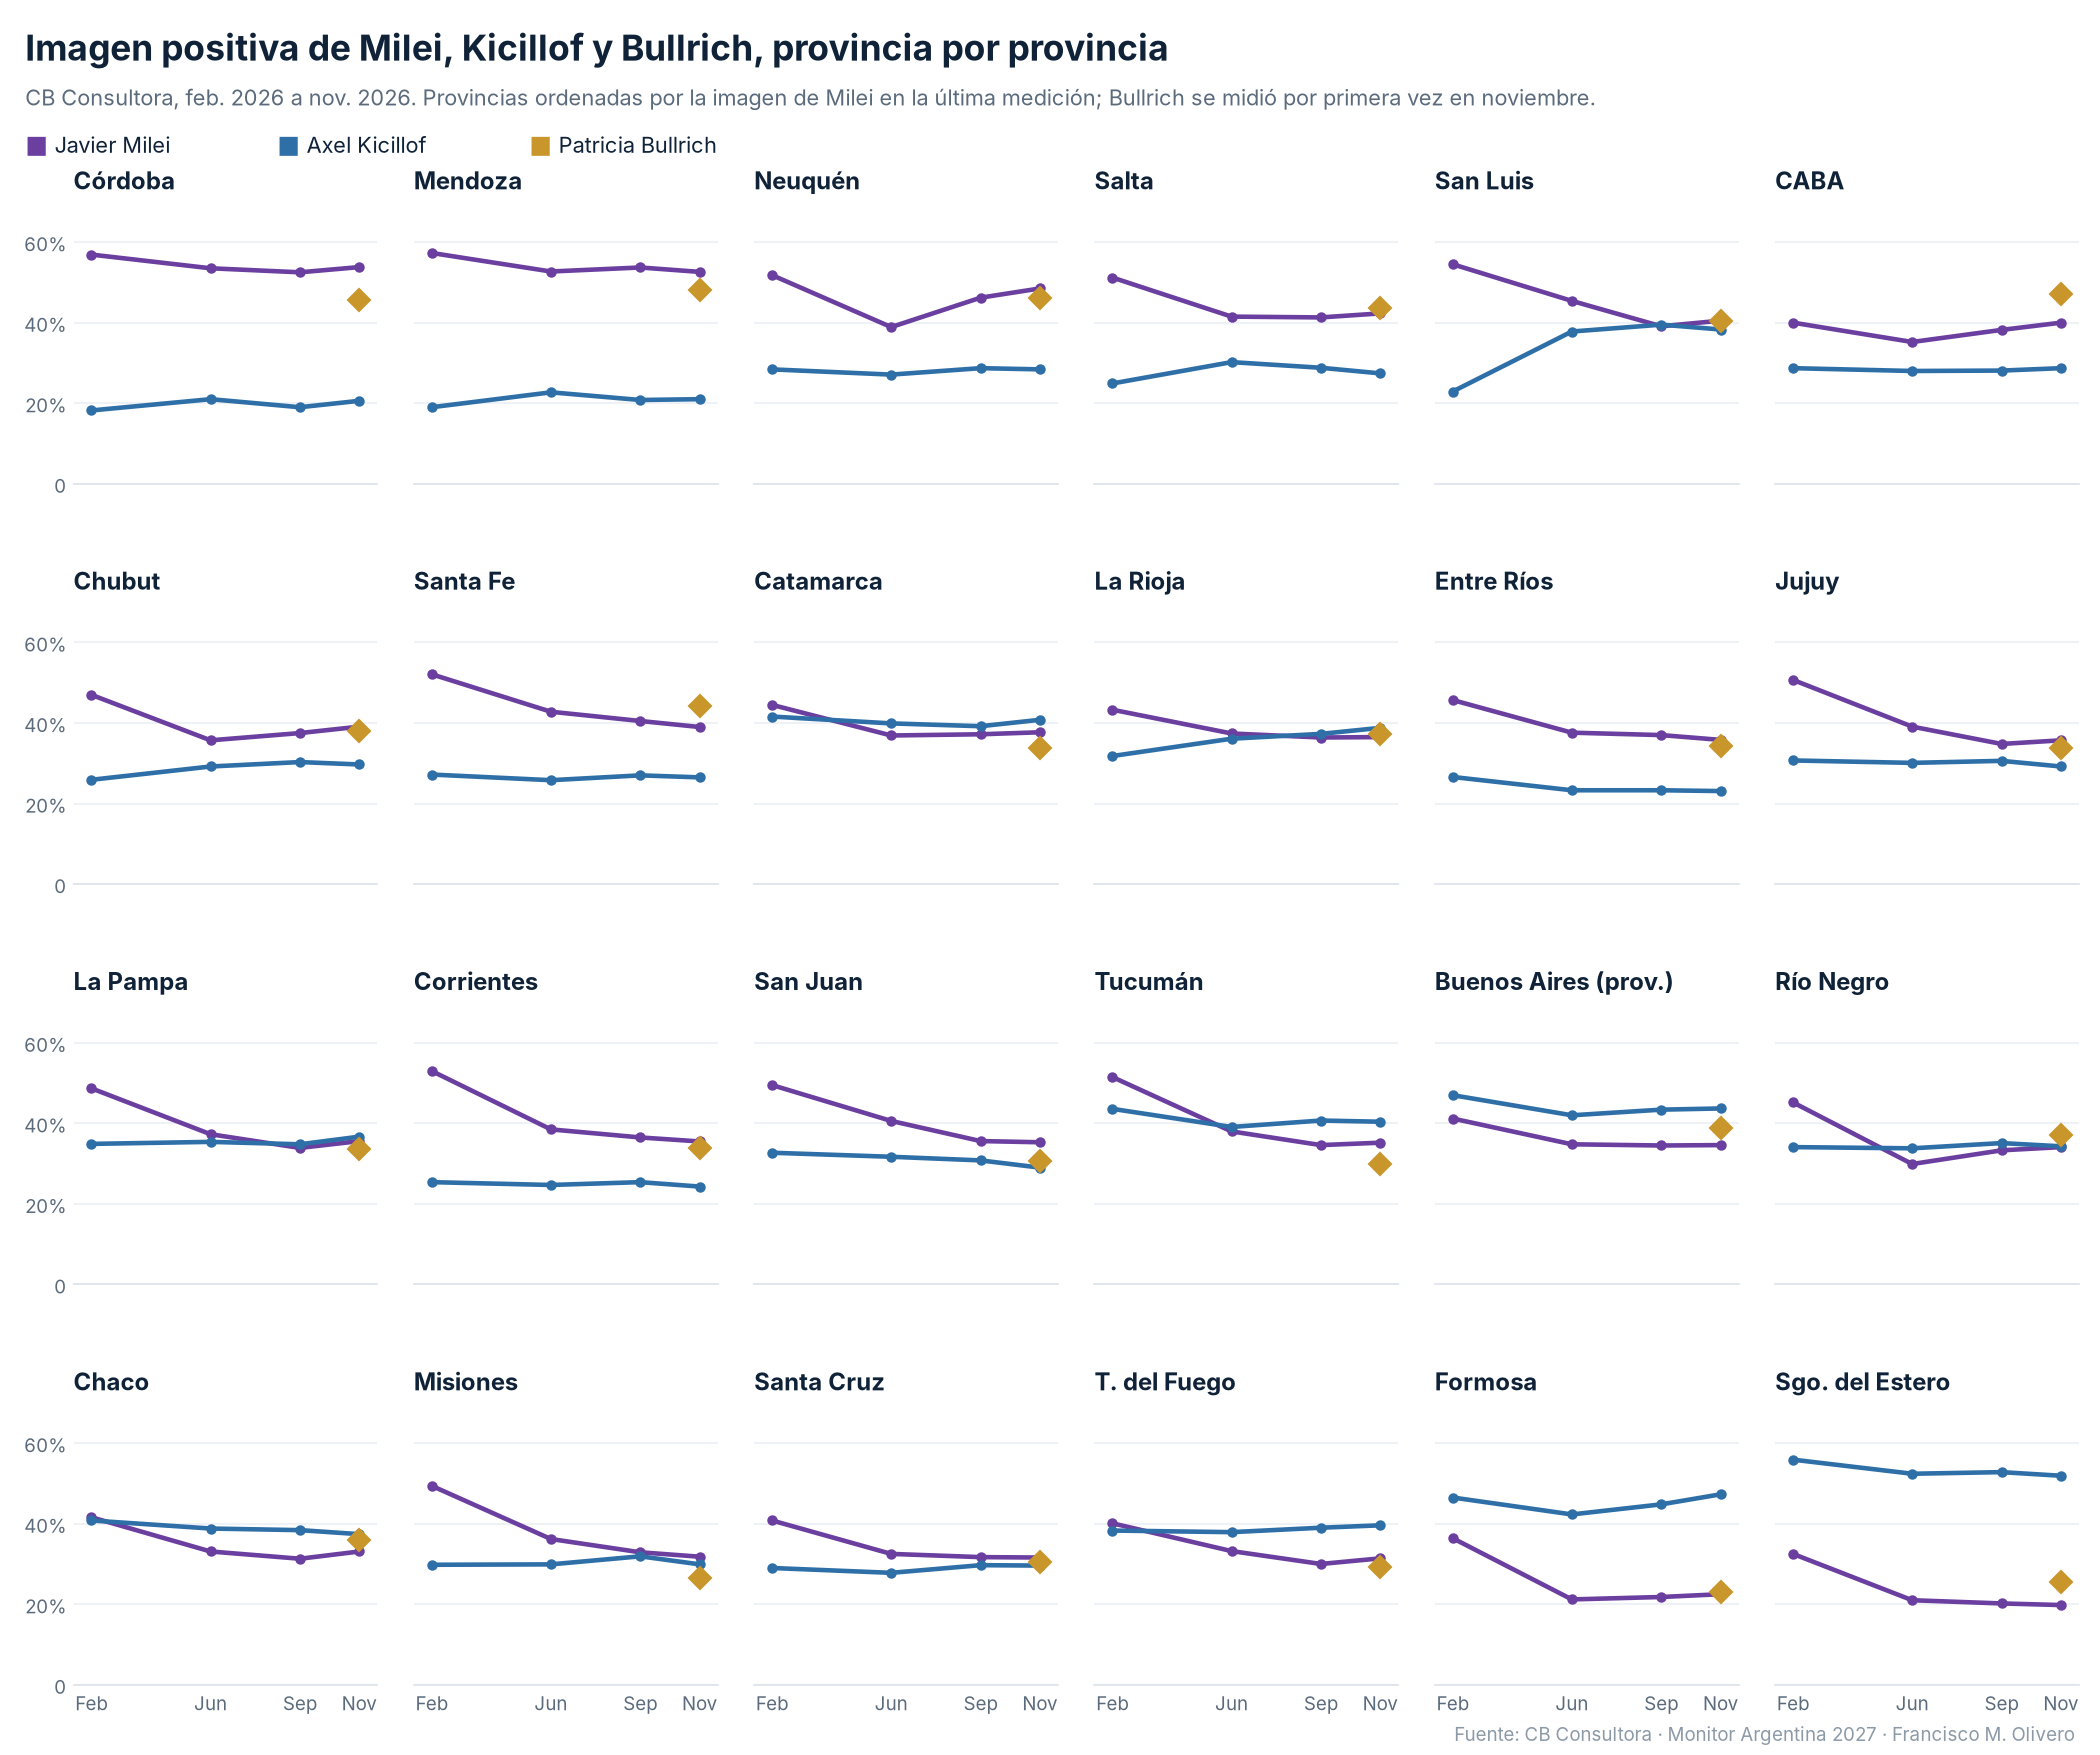 Imagen positiva de Milei, Kicillof y Bullrich, provincia por provincia
CB Consultora, feb. 2026 a nov. 2026. Provincias ordenadas por la imagen de Milei en la última medición; Bullrich se midió por primera vez en noviembre.
Javier Milei Axel Kicillof Patricia Bullrich
Córdoba Mendoza Neuquén Salta San Luis CABA
60%
40%
20%
0
Chubut Santa Fe Catamarca La Rioja Entre Ríos Jujuy
60%
40%
20%
0
La Pampa Corrientes San Juan Tucumán Buenos Aires (prov.) Río Negro
60%
40%
20%
0
Chaco Misiones Santa Cruz T. del Fuego Formosa Sgo. del Estero
60%
40%
20%
0
Feb Jun Sep Nov Feb Jun Sep Nov Feb Jun Sep Nov Feb Jun Sep Nov Feb Jun Sep Nov Feb Jun Sep Nov
Fuente: CB Consultora · Monitor Argentina 2027 · Francisco M. Olivero